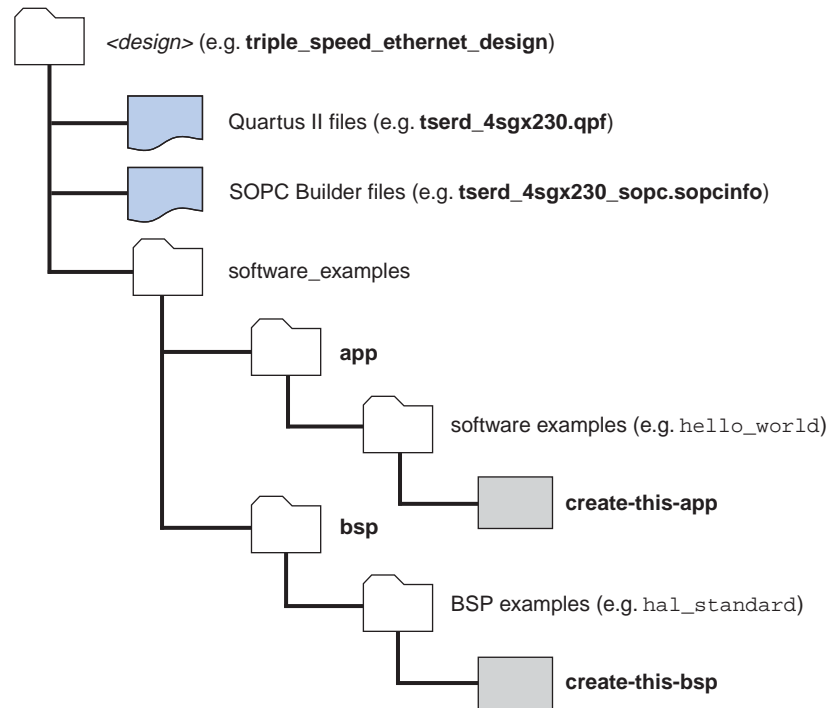 <design> (e.g. triple_speed_ethernet_design)
Quartus II files (e.g. tserd_4sgx230.qpf)
SOPC Builder files (e.g. tserd_4sgx230_sopc.sopcinfo)
software_examples
app
software examples (e.g. hello_world)
create-this-app
bsp
BSP examples (e.g. hal_standard)
create-this-bsp